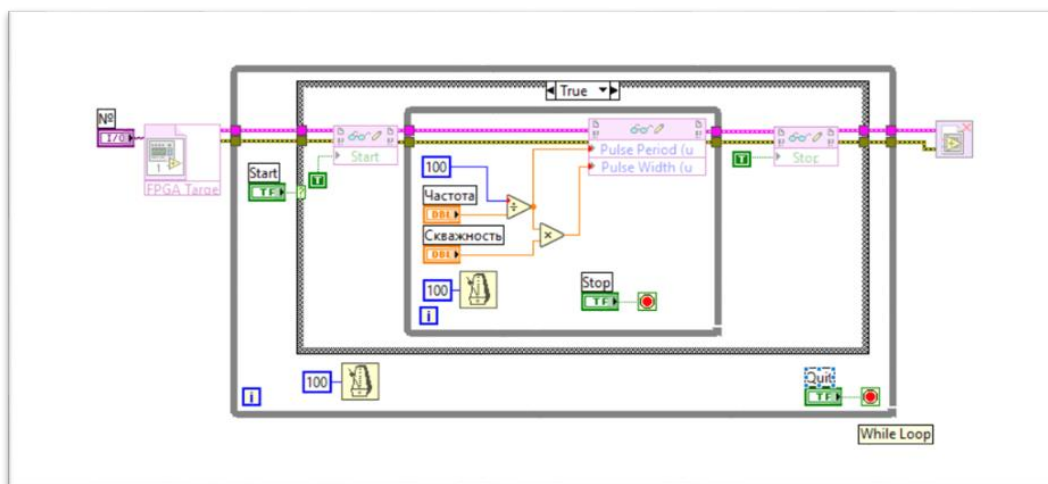 True
№
I/O
FPGA Targe
Start
TF
T
Start
100
Частота
DBL
Скважность
DBL
100
i
Pulse Period (u
Pulse Width (u
Stop
TF
T
Stop
100
i
Quit
TF
While Loop